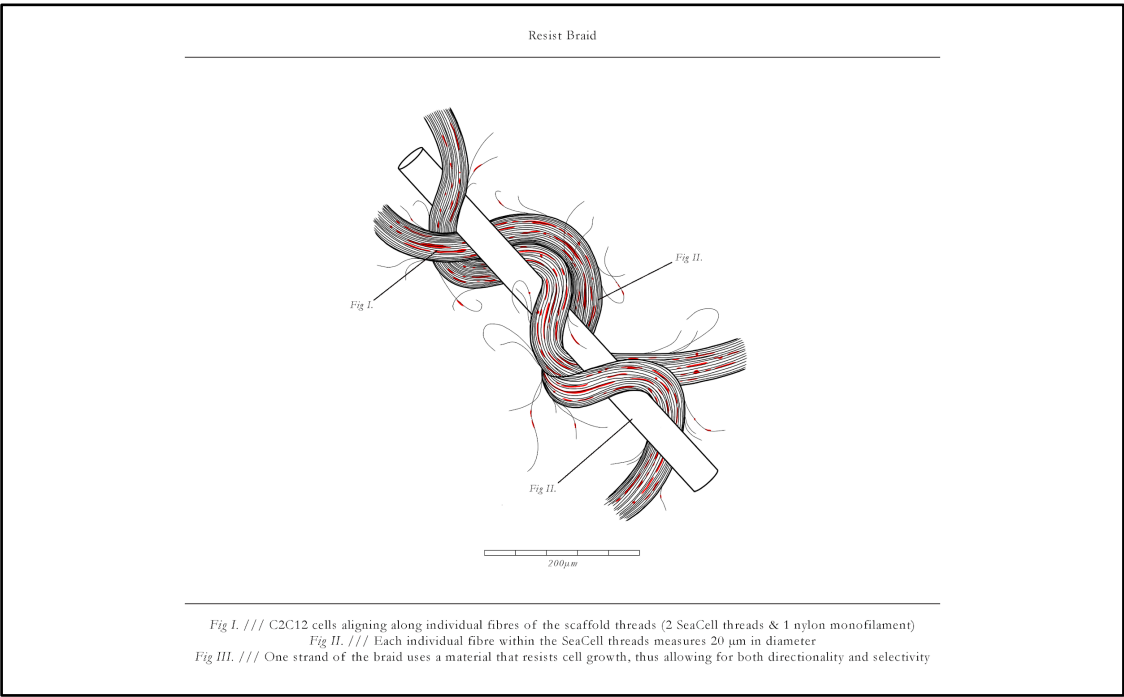 Resist Braid
Fig II.
Fig I.
Fig II.
200µm
Fig I. /// C2C12 cells aligning along individual fibres of the scaffold threads (2 SeaCell threads & 1 nylon monofilament)
Fig II. /// Each individual fibre within the SeaCell threads measures 20 µm in diameter
Fig III. /// One strand of the braid uses a material that resists cell growth, thus allowing for both directionality and selectivity